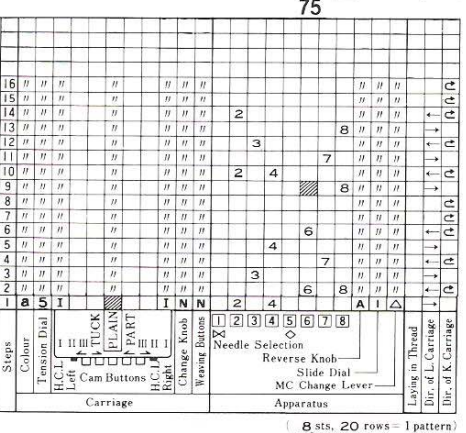 75
16 〃 〃 〃 〃 〃 〃 〃 〃 〃 〃
15 〃 〃 〃 〃 〃 〃 〃 〃 〃 〃
14 〃 〃 〃 〃 〃 〃 〃 2 〃 〃 〃 ←
13 〃 〃 〃 〃 〃 〃 〃 8 〃 〃 〃 →
12 〃 〃 〃 〃 〃 〃 〃 3 〃 〃 〃 ←
11 〃 〃 〃 〃 〃 〃 〃 7 〃 〃 〃 →
10 〃 〃 〃 〃 〃 〃 〃 2 4 〃 〃 〃 ←
9 〃 〃 〃 〃 〃 〃 〃 8 〃 〃 〃 →
8 〃 〃 〃 〃 〃 〃 〃 〃 〃 〃
7 〃 〃 〃 〃 〃 〃 〃 〃 〃 〃
6 〃 〃 〃 〃 〃 〃 〃 6 〃 〃 〃 ←
5 〃 〃 〃 〃 〃 〃 〃 4 〃 〃 〃 →
4 〃 〃 〃 〃 〃 〃 〃 7 〃 〃 〃 ←
3 〃 〃 〃 〃 〃 〃 〃 3 〃 〃 〃 →
2 〃 〃 〃 〃 〃 〃 〃 6 8 〃 〃 〃 ←
1 a 5 I I N N 2 4 A I △ →
Steps
Colour
Tension Dial
H.C.L. Left
I II III TUCK PLAIN PART III II I
Cam Buttons
H.C.L. Right
Carriage
Change Knob
Weaving Buttons
1 2 3 4 5 6 7 8
Needle Selection
Reverse Knob
Slide Dial
MC Change Lever
Apparatus
Laying in Thread
Dir. of L. Carriage
Dir. of K. Carriage
( 8 sts, 20 rows = 1 pattern)